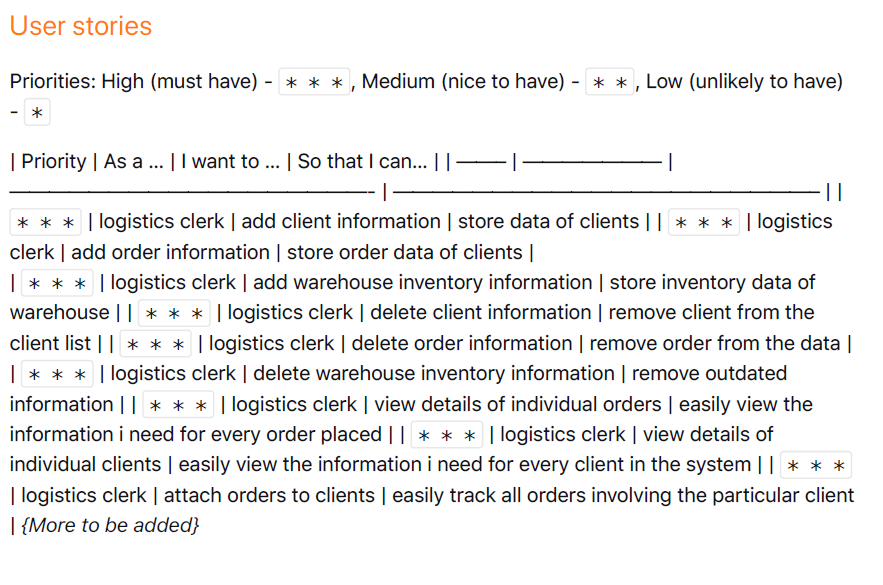 User stories
Priorities: High (must have) - * * *, Medium (nice to have) - * *, Low (unlikely to have)
- *
| Priority | As a ... | I want to ... | So that I can... | | ——– | —————————————— |
——————————————————————————————————- | ———————————————————————————————————————— | |
* * * | logistics clerk | add client information | store data of clients | | * * * | logistics
clerk | add order information | store order data of clients |
| * * * | logistics clerk | add warehouse inventory information | store inventory data of
warehouse | | * * * | logistics clerk | delete client information | remove client from the
client list | | * * * | logistics clerk | delete order information | remove order from the data |
| * * * | logistics clerk | delete warehouse inventory information | remove outdated
information | | * * * | logistics clerk | view details of individual orders | easily view the
information i need for every order placed | | * * * | logistics clerk | view details of
individual clients | easily view the information i need for every client in the system | | * * *
| logistics clerk | attach orders to clients | easily track all orders involving the particular client
| {More to be added}